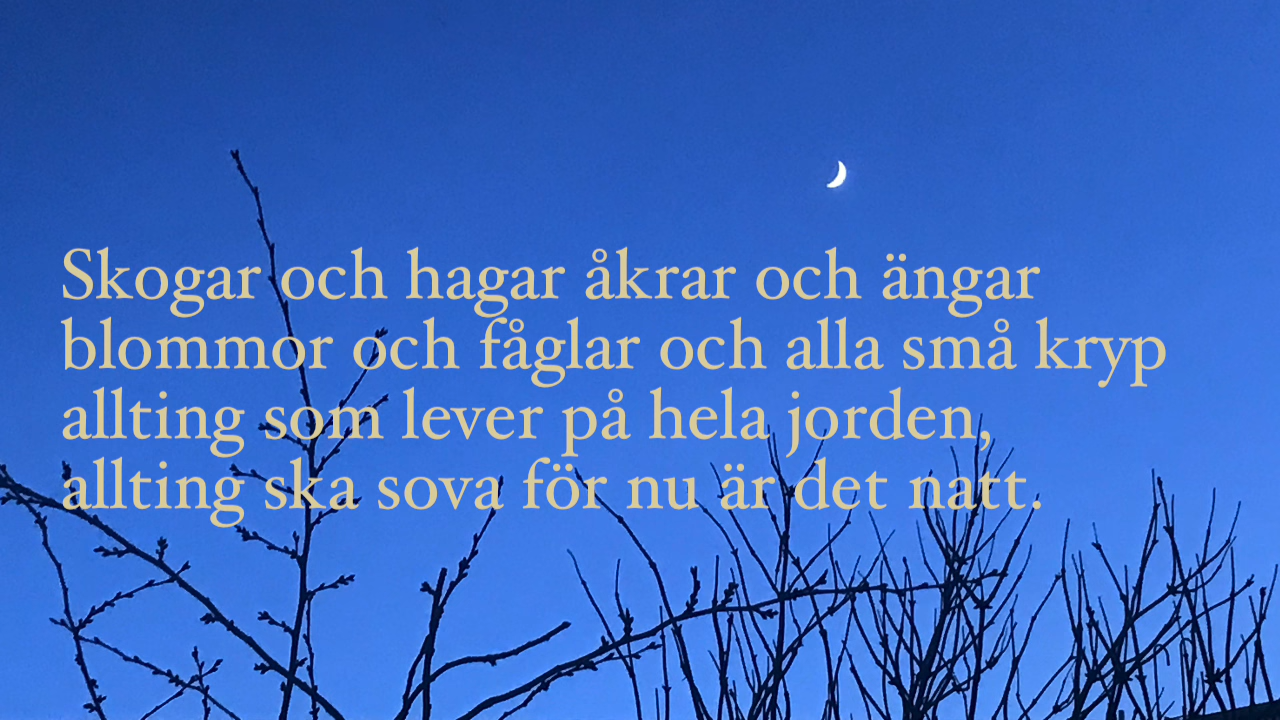 Skogar och hagar åkrar och ängar
blommor och fåglar och alla små kryp
allting som lever på hela jorden,
allting ska sova för nu är det natt.